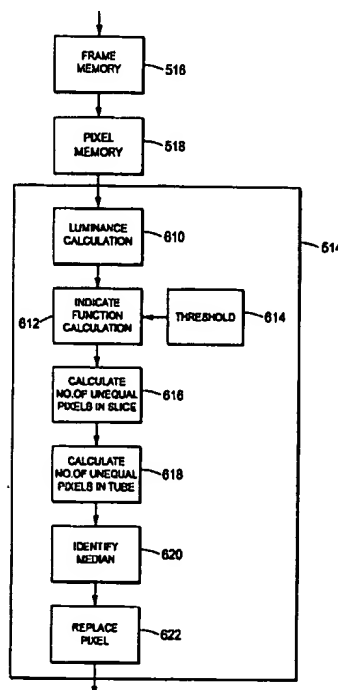 FRAME
MEMORY
516
PIXEL
MEMORY
518
LUMINANCE
CALCULATION
610
514
INDICATE
FUNCTION
CALCULATION
612
THRESHOLD
614
CALCULATE
NO.OF UNEQUAL
PIXELS IN SLICE
616
CALCULATE
NO.OF UNEQUAL
PIXELS IN TUBE
618
IDENTIFY
MEDIAN
620
REPLACE
PIXEL
622